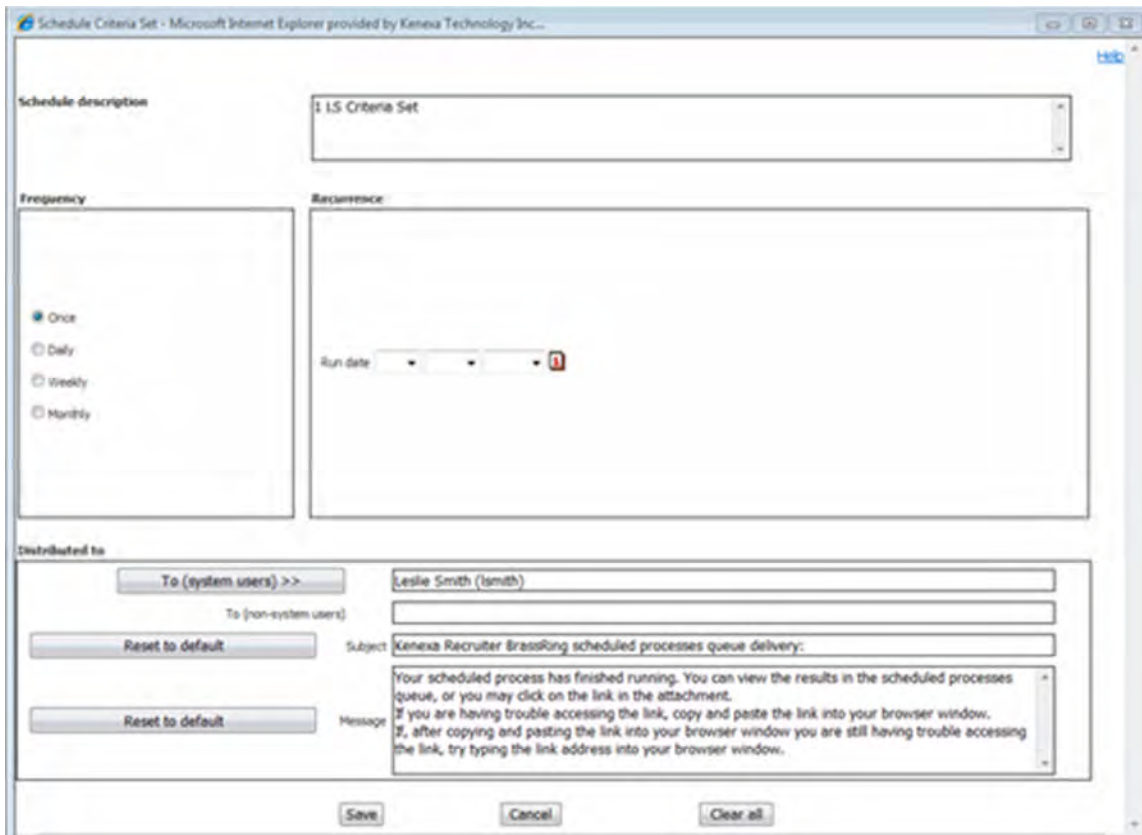 Schedule Criteria Set - Microsoft Internet Explorer provided by Kenexa Technology Inc...
Help
Schedule description
1 LS Criteria Set
Frequency
Recurrence
Once
Daily
Weekly
Monthly
Run date
1
Distributed to
To (system users) >>
Leslie Smith (lsmith)
To (non-system users)
Reset to default
Subject
Kenexa Recruiter BrassRing scheduled processes queue delivery:
Reset to default
Message
Your scheduled process has finished running. You can view the results in the scheduled processes
queue, or you may click on the link in the attachment.
If you are having trouble accessing the link, copy and paste the link into your browser window.
If, after copying and pasting the link into your browser window you are still having trouble accessing
the link, try typing the link address into your browser window.
Save
Cancel
Clear all